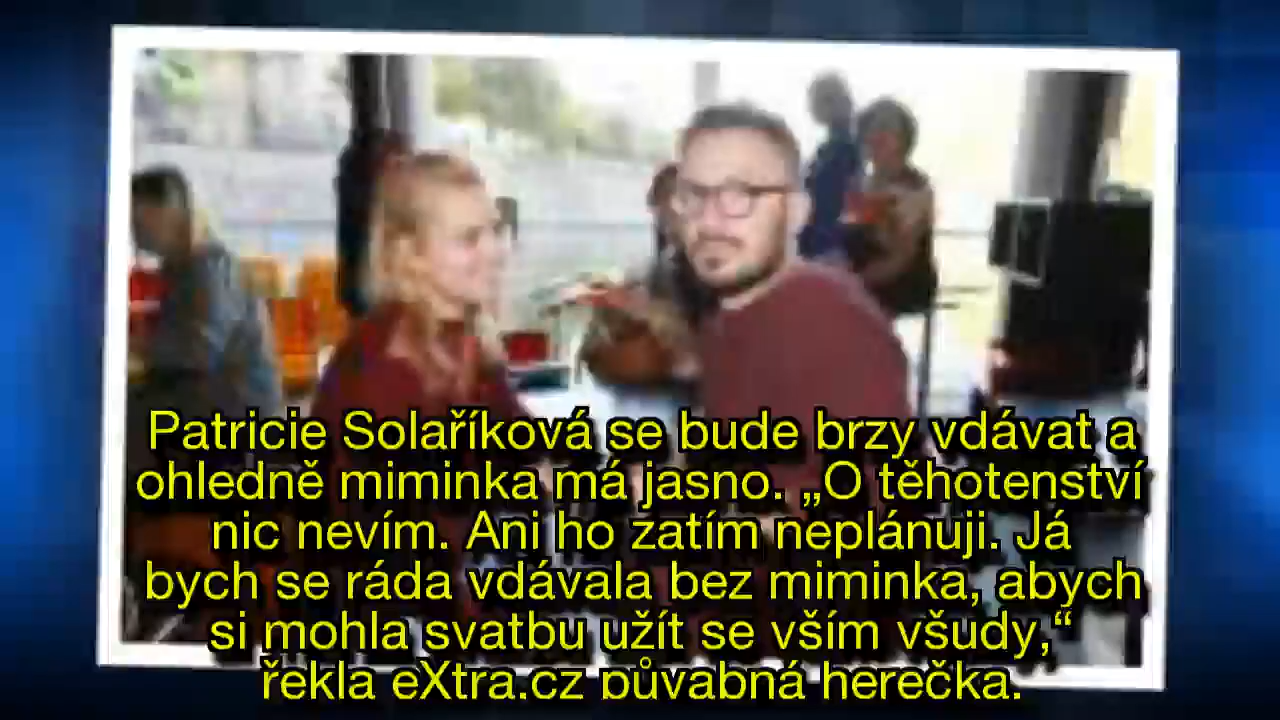 Patricie Solaříková se bude brzy vdávat a
ohledně miminka má jasno. „O těhotenství
nic nevím. Ani ho zatím neplánuji. Já
bych se ráda vdávala bez miminka, abych
si mohla svatbu užít se vším všudy,“
řekla eXtra.cz půvabná herečka.